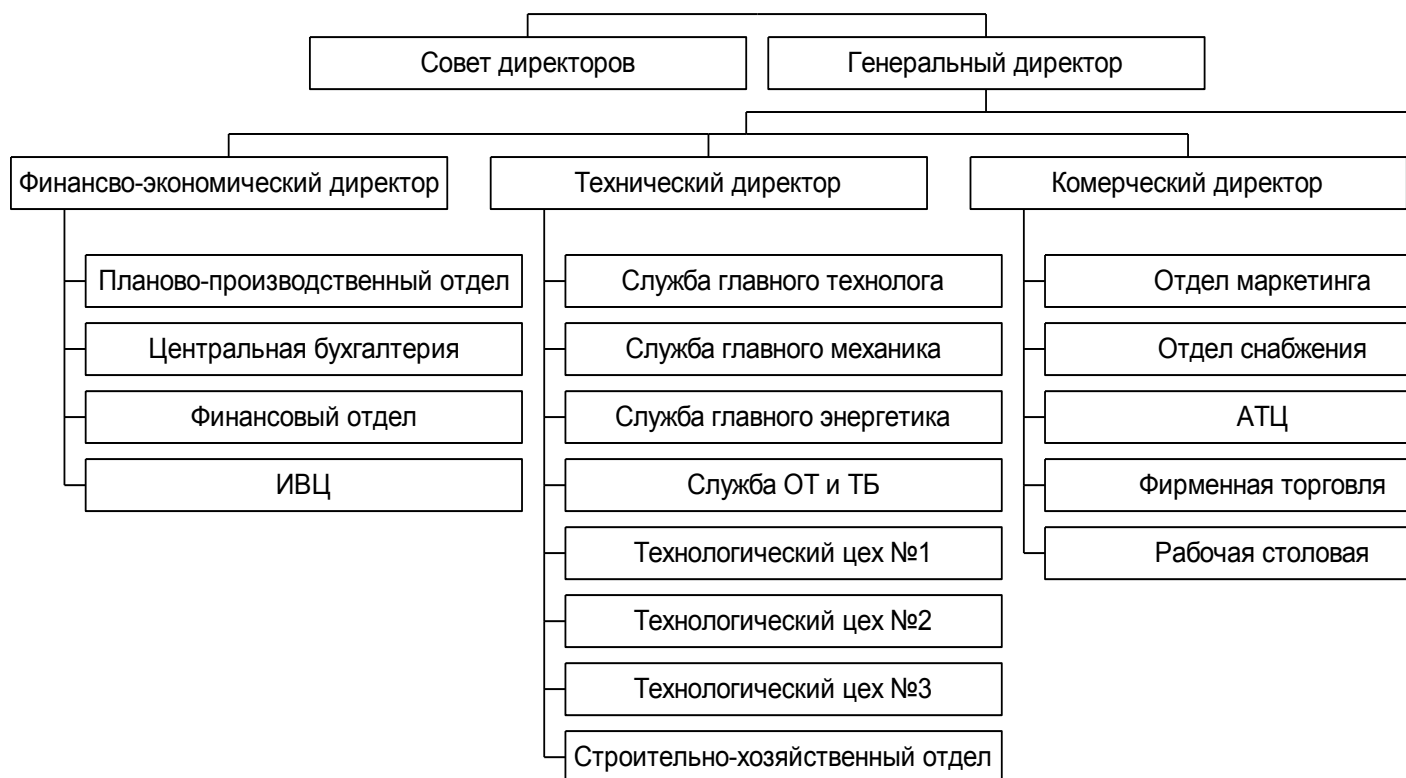 Совет директоров
Генеральный директор
Финансво-экономический директор
Технический директор
Комерческий директор
Планово-производственный отдел
Служба главного технолога
Отдел маркетинга
Центральная бухгалтерия
Служба главного механика
Отдел снабжения
Финансовый отдел
Служба главного энергетика
АТЦ
ИВЦ
Служба ОТ и ТБ
Фирменная торговля
Технологический цех №1
Рабочая столовая
Технологический цех №2
Технологический цех №3
Строительно-хозяйственный отдел